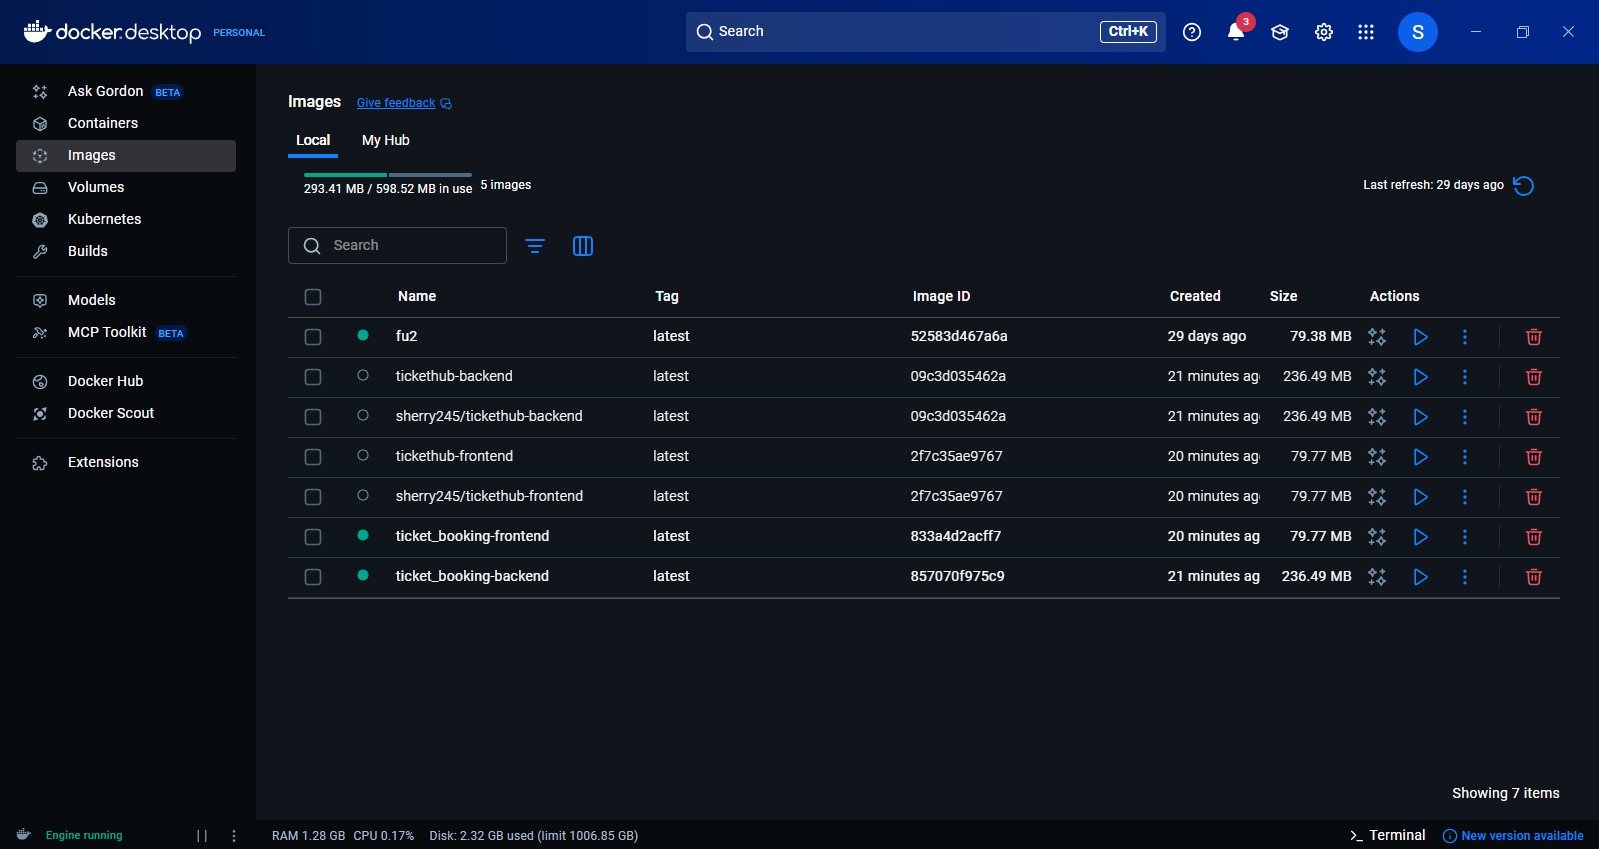 docker.desktop PERSONAL
Search
Ctrl+K
3
S
Ask Gordon BETA
Containers
Images
Volumes
Kubernetes
Builds
Models
MCP Toolkit BETA
Docker Hub
Docker Scout
Extensions
Images Give feedback
Local My Hub
293.41 MB / 598.52 MB in use 5 images
Last refresh: 29 days ago
Search
Name Tag Image ID Created Size Actions
fu2 latest 52583d467a6a 29 days ago 79.38 MB
tickethub-backend latest 09c3d035462a 21 minutes ag 236.49 MB
sherry245/tickethub-backend latest 09c3d035462a 21 minutes ag 236.49 MB
tickethub-frontend latest 2f7c35ae9767 20 minutes ag 79.77 MB
sherry245/tickethub-frontend latest 2f7c35ae9767 20 minutes ag 79.77 MB
ticket_booking-frontend latest 833a4d2acff7 20 minutes ag 79.77 MB
ticket_booking-backend latest 857070f975c9 21 minutes ag 236.49 MB
Showing 7 items
Engine running
RAM 1.28 GB CPU 0.17% Disk: 2.32 GB used (limit 1006.85 GB)
Terminal
New version available